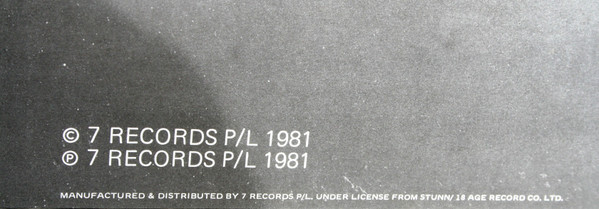 © 7 RECORDS P/L 1981
℗ 7 RECORDS P/L 1981
MANUFACTURED & DISTRIBUTED BY 7 RECORDS P/L. UNDER LICENSE FROM STUNN/ 18 AGE RECORD CO. LTD.